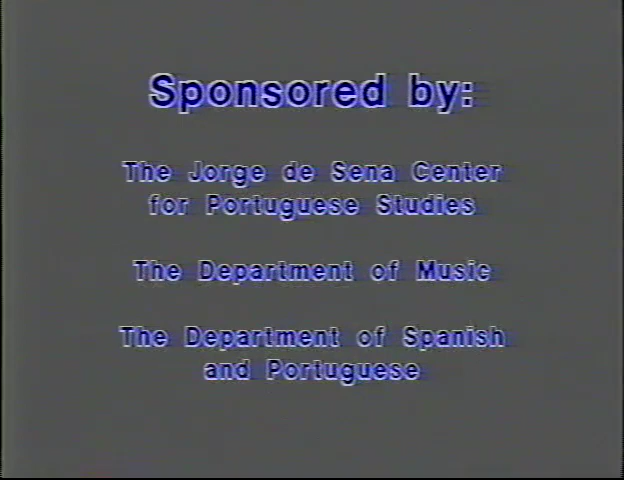 Sponsored by:
The Jorge de Sena Center
for Portuguese Studies
The Department of Music
The Department of Spanish
and Portuguese